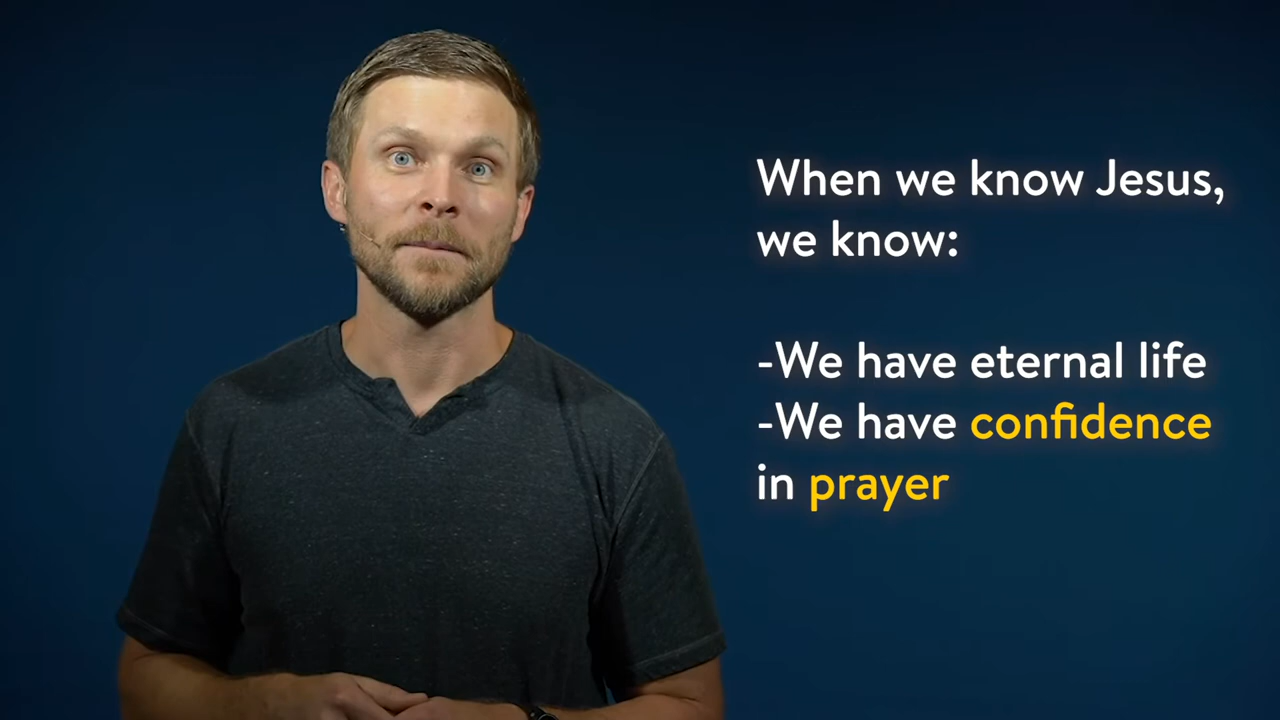 When we know Jesus,
we know:
-We have eternal life
-We have confidence
in prayer